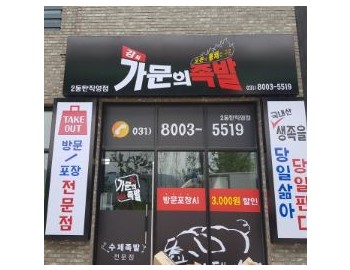 김家
가문의족발
2동탄직영점
031) 8003-5519
TAKE
OUT
방문/
포장
전문점
2동탄직영점
031) 8003-5519
가문의
족발
방문포장시 3,000원 할인
수제족발
전문점
국내산
생족을
당일삶아
당일판다